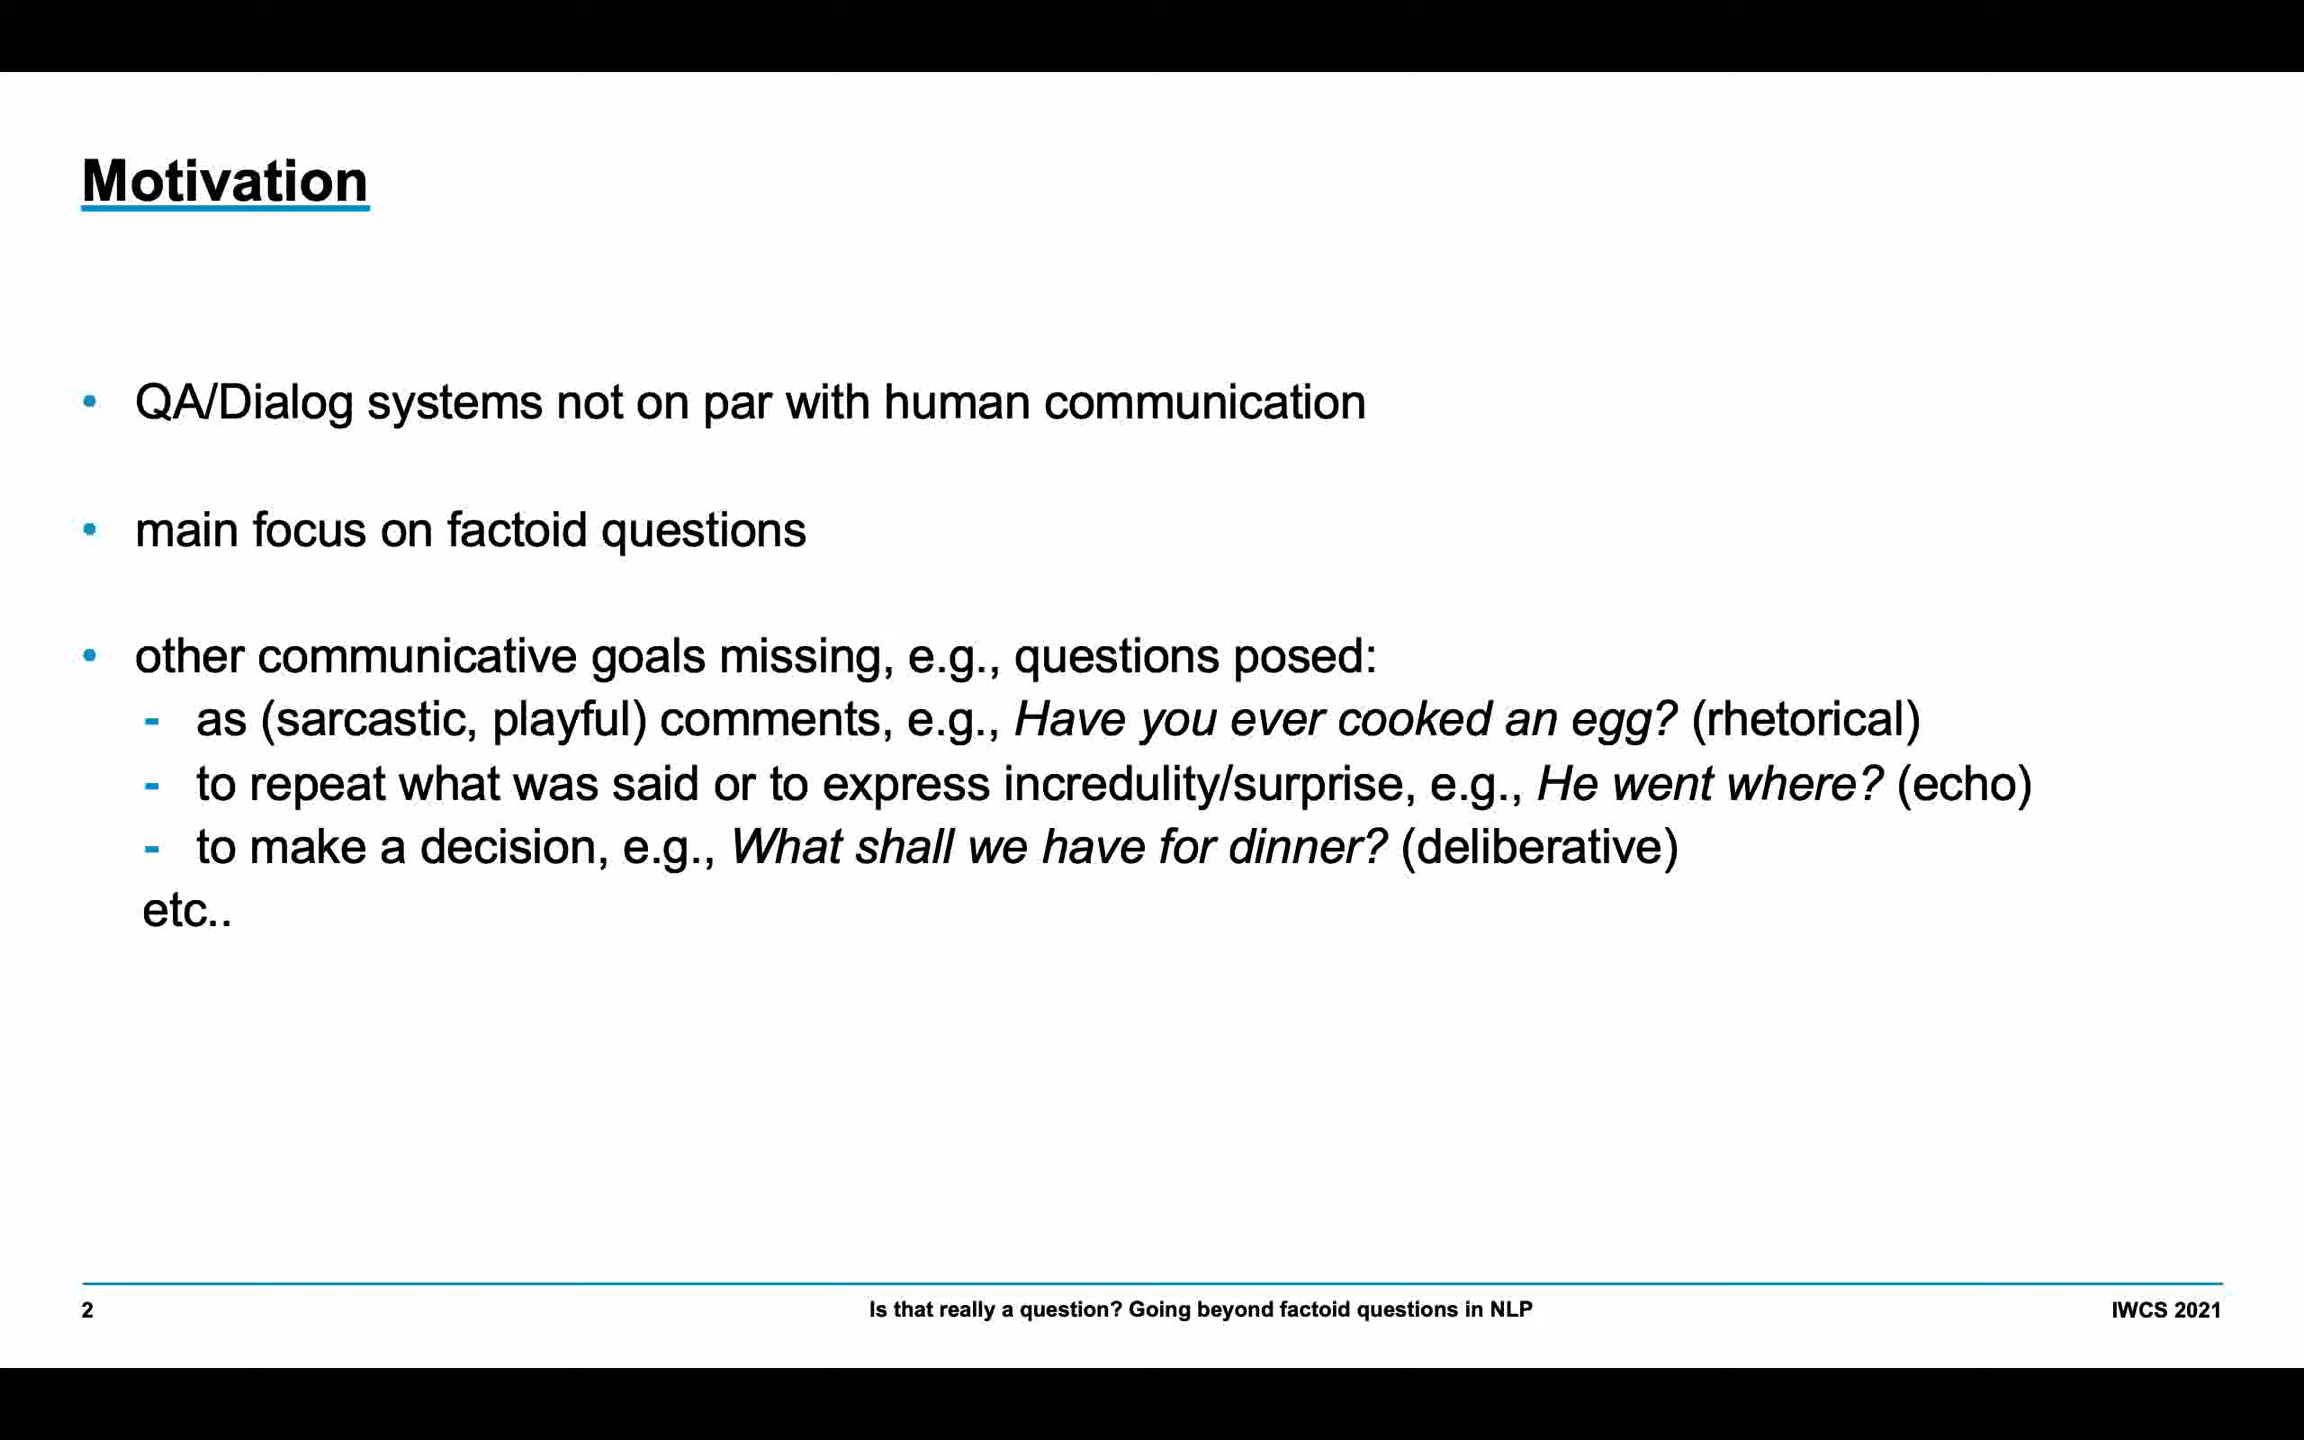 Motivation
• QA/Dialog systems not on par with human communication
• main focus on factoid questions
• other communicative goals missing, e.g., questions posed:
- as (sarcastic, playful) comments, e.g., Have you ever cooked an egg? (rhetorical)
- to repeat what was said or to express incredulity/surprise, e.g., He went where? (echo)
- to make a decision, e.g., What shall we have for dinner? (deliberative)
etc..
2 Is that really a question? Going beyond factoid questions in NLP IWCS 2021